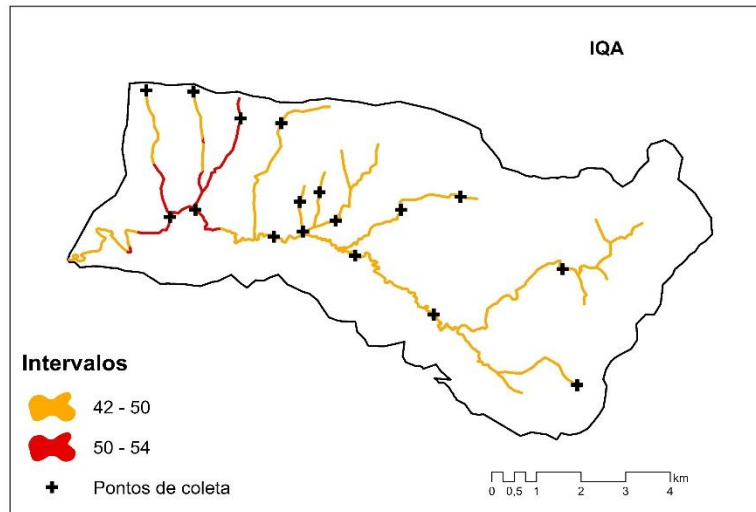 IQA
Intervalos
42 - 50
50 - 54
Pontos de coleta
km
0 0,5 1 2 3 4